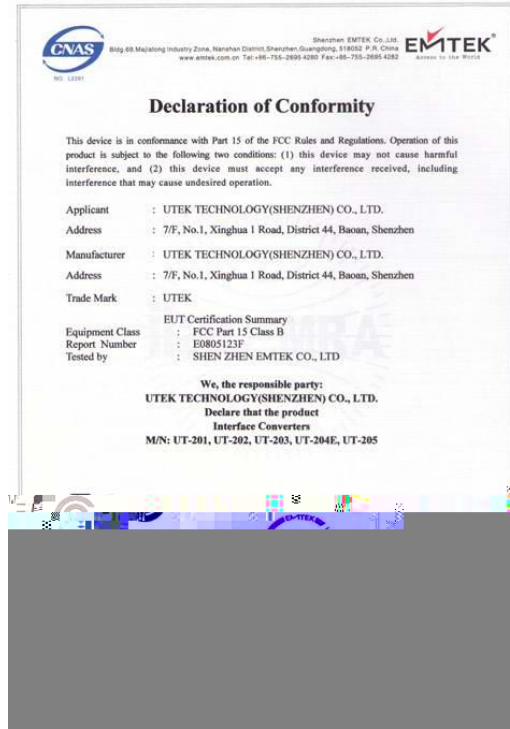 CNAS
NO. L2291
Shenzhen EMTEK Co.,Ltd.
Bldg.69,Majialong Industry Zone, Nanshan District,Shenzhen,Guangdong, 518052 P.R. China
www.emtek.com.cn Tel:+86-755-2695 4280 Fax:+86-755-2695 4282
EMTEK
Access to the World
Declaration of Conformity
This device is in conformance with Part 15 of the FCC Rules and Regulations. Operation of this
product is subject to the following two conditions: (1) this device may not cause harmful
interference, and (2) this device must accept any interference received, including
interference that may cause undesired operation.
Applicant : UTEK TECHNOLOGY(SHENZHEN) CO., LTD.
Address : 7/F, No.1, Xinghua 1 Road, District 44, Baoan, Shenzhen
Manufacturer : UTEK TECHNOLOGY(SHENZHEN) CO., LTD.
Address : 7/F, No.1, Xinghua 1 Road, District 44, Baoan, Shenzhen
Trade Mark : UTEK
EUT Certification Summary
Equipment Class : FCC Part 15 Class B
Report Number : E0805123F
Tested by : SHEN ZHEN EMTEK CO., LTD
We, the responsible party:
UTEK TECHNOLOGY(SHENZHEN) CO., LTD.
Declare that the product
Interface Converters
M/N: UT-201, UT-202, UT-203, UT-204E, UT-205
EMTEK